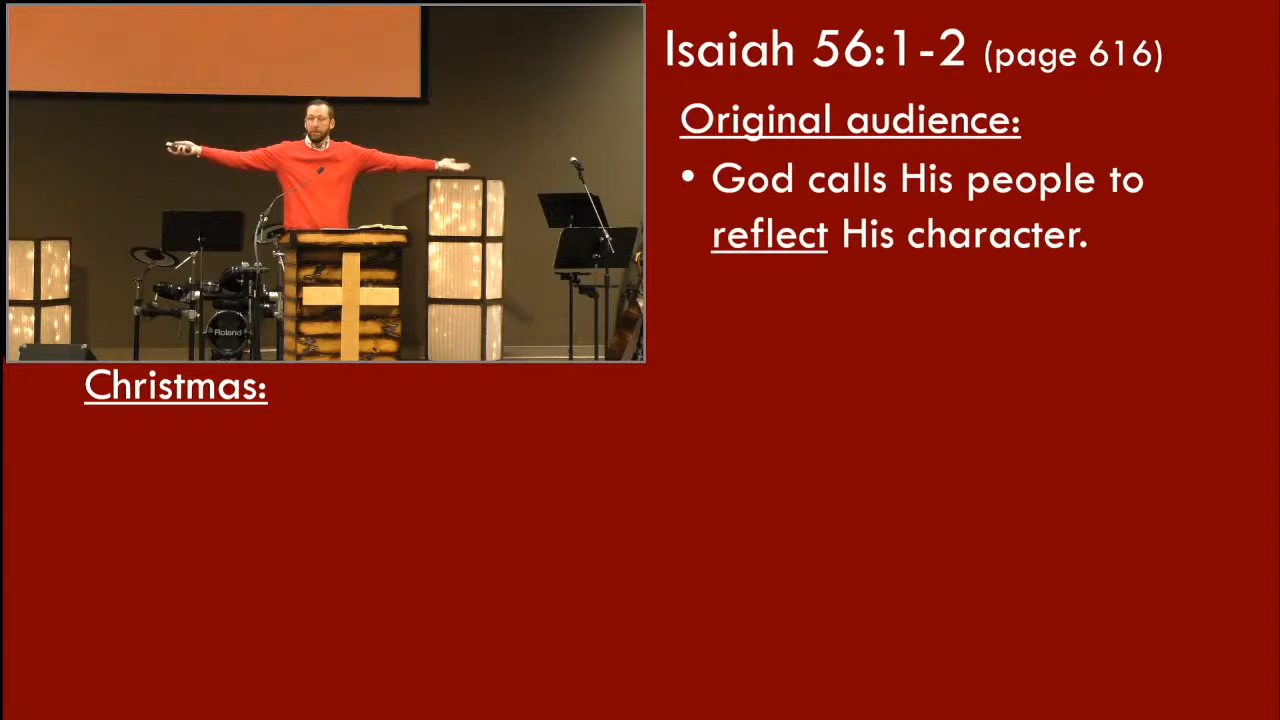 Isaiah 56:1-2 (page 616)
Original audience:
• God calls His people to
reflect His character.
Roland
Christmas: